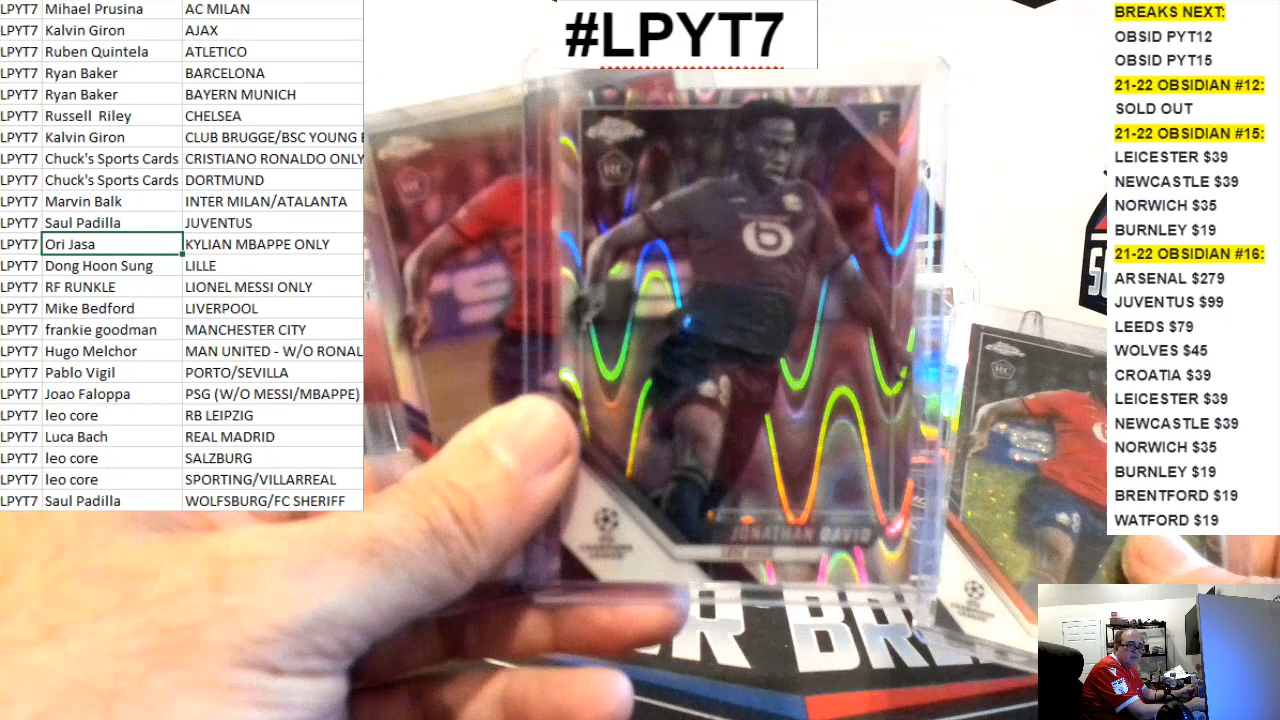 LPYT7 Mihael Prusina AC MILAN
LPYT7 Kalvin Giron AJAX
LPYT7 Ruben Quintela ATLETICO
LPYT7 Ryan Baker BARCELONA
LPYT7 Ryan Baker BAYERN MUNICH
LPYT7 Russell Riley CHELSEA
LPYT7 Kalvin Giron CLUB BRUGGE/BSC YOUNG
LPYT7 Chuck's Sports Cards CRISTIANO RONALDO ONLY
LPYT7 Chuck's Sports Cards DORTMUND
LPYT7 Marvin Balk INTER MILAN/ATALANTA
LPYT7 Saul Padilla JUVENTUS
LPYT7 Ori Jasa KYLIAN MBAPPE ONLY
LPYT7 Dong Hoon Sung LILLE
LPYT7 RF RUNKLE LIONEL MESSI ONLY
LPYT7 Mike Bedford LIVERPOOL
LPYT7 frankie goodman MANCHESTER CITY
LPYT7 Hugo Melchor MAN UNITED - W/O RONAL
LPYT7 Pablo Vigil PORTO/SEVILLA
LPYT7 Joao Faloppa PSG (W/O MESSI/MBAPPE)
LPYT7 leo core RB LEIPZIG
LPYT7 Luca Bach REAL MADRID
LPYT7 leo core SALZBURG
LPYT7 leo core SPORTING/VILLARREAL
LPYT7 Saul Padilla WOLFSBURG/FC SHERIFF
#LPYT7
RC
JONATHAN DAVID
CHAMPIONS
RC
BREAKS NEXT:
OBSID PYT12
OBSID PYT15
21-22 OBSIDIAN #12:
SOLD OUT
21-22 OBSIDIAN #15:
LEICESTER $39
NEWCASTLE $39
NORWICH $35
BURNLEY $19
21-22 OBSIDIAN #16:
ARSENAL $279
JUVENTUS $99
LEEDS $79
WOLVES $45
CROATIA $39
LEICESTER $39
NEWCASTLE $39
NORWICH $35
BURNLEY $19
BRENTFORD $19
WATFORD $19